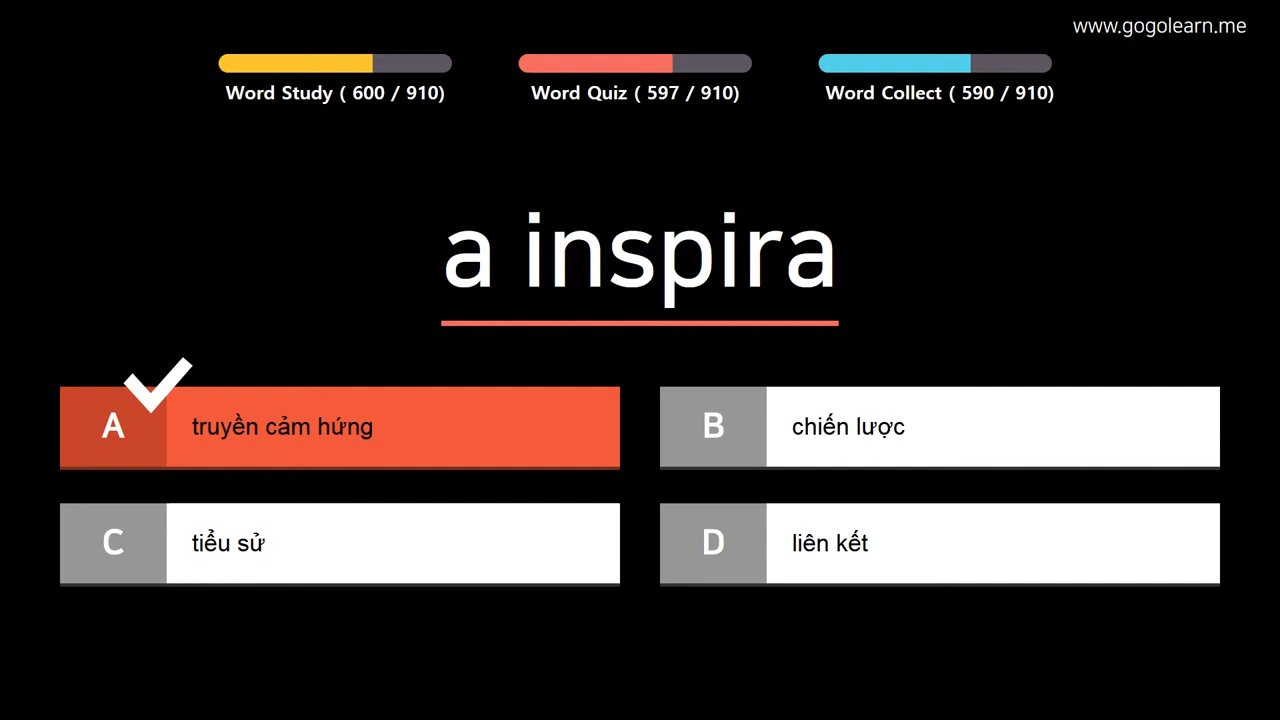 www.gogolearn.me
Word Study ( 600 / 910)
Word Quiz ( 597 / 910)
Word Collect ( 590 / 910)
a inspira
A
truyền cảm hứng
B
chiến lược
C
tiểu sử
D
liên kết